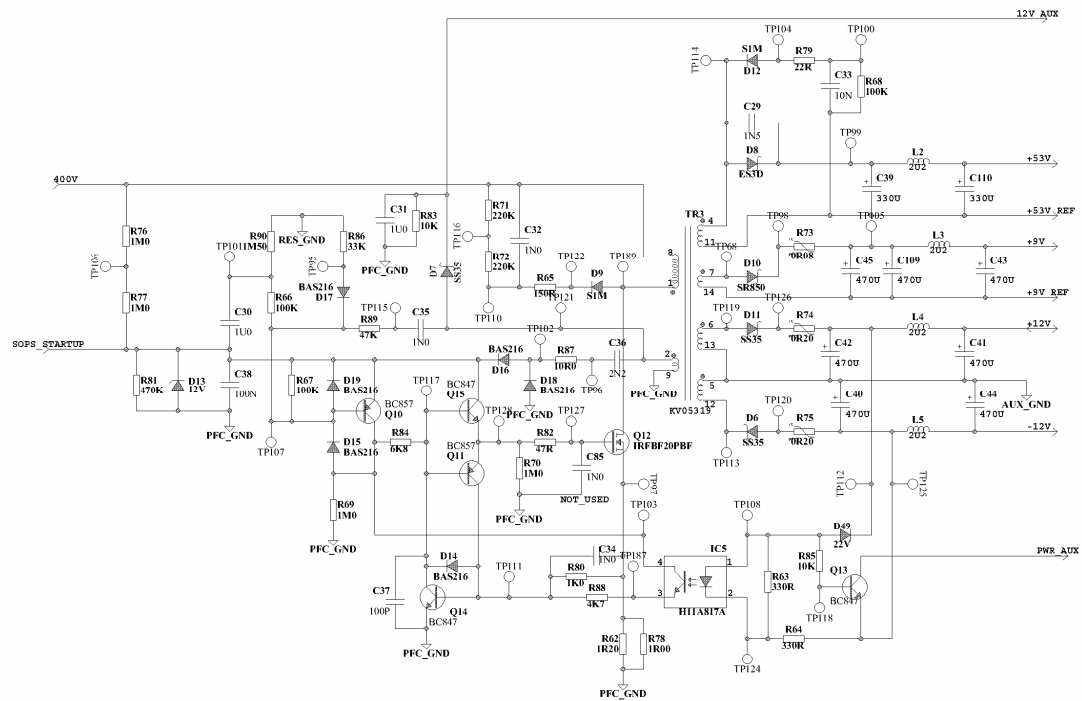 12V AUX
TP104
TP100
TP114
S1M
D12
R79
22R
C33
10N
R68
100K
C29
1N5
TP99
D8
ES3D
L2
2U2
+53V
C39
330U
C110
330U
400V
C31
1U0
R83
10K
R71
220K
TP116
C32
1N0
R72
220K
TR3
4
11
+53V REF
R76
1M0
TP101
R90
1M50
RES_GND
R86
33K
TP106
TP95
PFC_GND
D7
SS35
TP122
TP189
8
1
TP68
TP98
TP105
R73
0R08
L3
2U2
+9V
7
14
D10
SR850
C45
470U
C109
470U
C43
470U
+9V REF
R77
1M0
R66
100K
BAS216
D17
TP110
R65
150R
D9
S1M
TP121
C30
1U0
TP115
R89
47K
C35
1N0
TP102
TP119
TP126
6
13
D11
SS35
R74
0R20
L4
2U2
+12V
SOPS_STARTUP
R81
470K
D13
12V
C38
100N
R67
100K
D19
BAS216
BAS216
D16
R87
10R0
C36
2N2
2
9
C42
470U
C41
470U
TP117
BC847
Q15
D18
BAS216
TP96
PFC_GND
5
12
KV05319
C40
470U
C44
470U
AUX_GND
PFC_GND
BC857
Q10
TP128
PFC_GND
TP127
TP120
D6
SS35
R75
0R20
L5
2U2
-12V
TP107
D15
BAS216
R84
6K8
BC857
Q11
R82
47R
Q12
IRFBF20PBF
TP113
R70
1M0
C85
1N0
NOT_USED
TP97
TP112
TP125
R69
1M0
PFC_GND
PFC_GND
TP103
TP108
D49
22V
D14
BAS216
TP111
C34
1N0
TP187
IC5
4
3
1
2
H11A817A
R85
10K
Q13
BC847
PWR_AUX
R80
1K0
R88
4K7
R63
330R
TP118
C37
100P
Q14
BC847
R62
1R20
R78
1R00
R64
330R
TP124
PFC_GND
PFC_GND